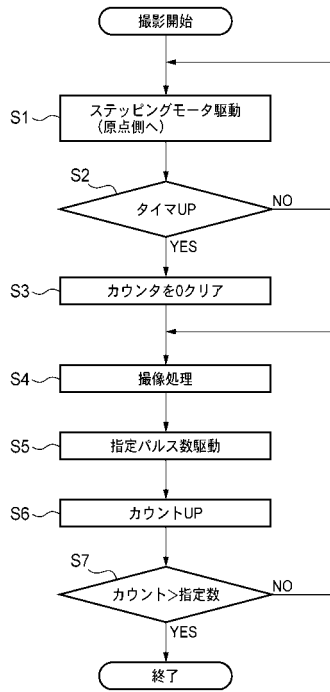 撮影開始
S1
ステッピングモータ駆動
(原点側へ)
S2
タイマUP
NO
YES
S3
カウンタを0クリア
S4
撮像処理
S5
指定パルス数駆動
S6
カウントUP
S7
カウント>指定数
NO
YES
終了